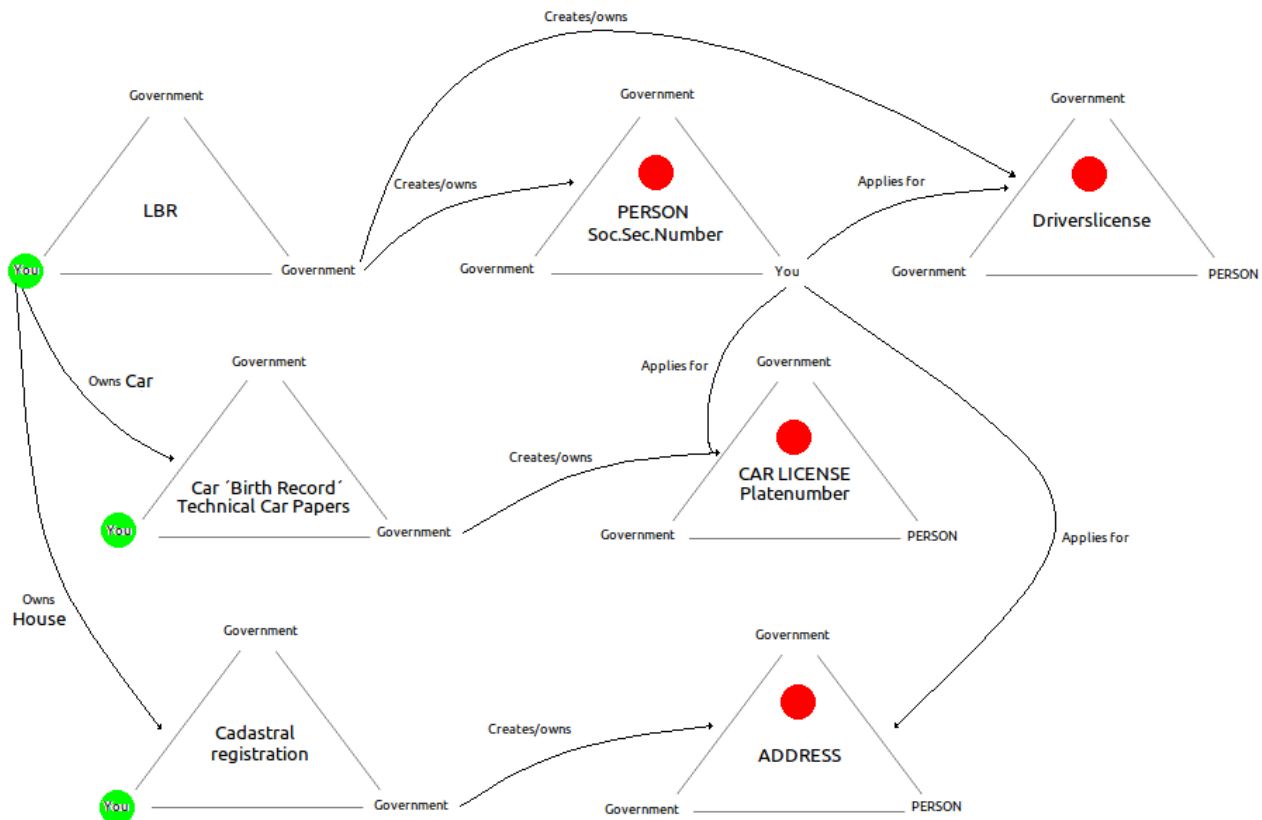 Creates/owns
Government
Government
Government
Creates/owns
Applies for
LBR
PERSON
Soc.Sec.Number
Driverslicense
You
Government
Government
You
Government
PERSON
Owns Car
Government
Applies for
Government
Car ´Birth Record´
Technical Car Papers
Creates/owns
CAR LICENSE
Platenumber
You
Government
Government
PERSON
Applies for
Owns
House
Government
Government
Cadastral
registration
Creates/owns
ADDRESS
You
Government
Government
PERSON